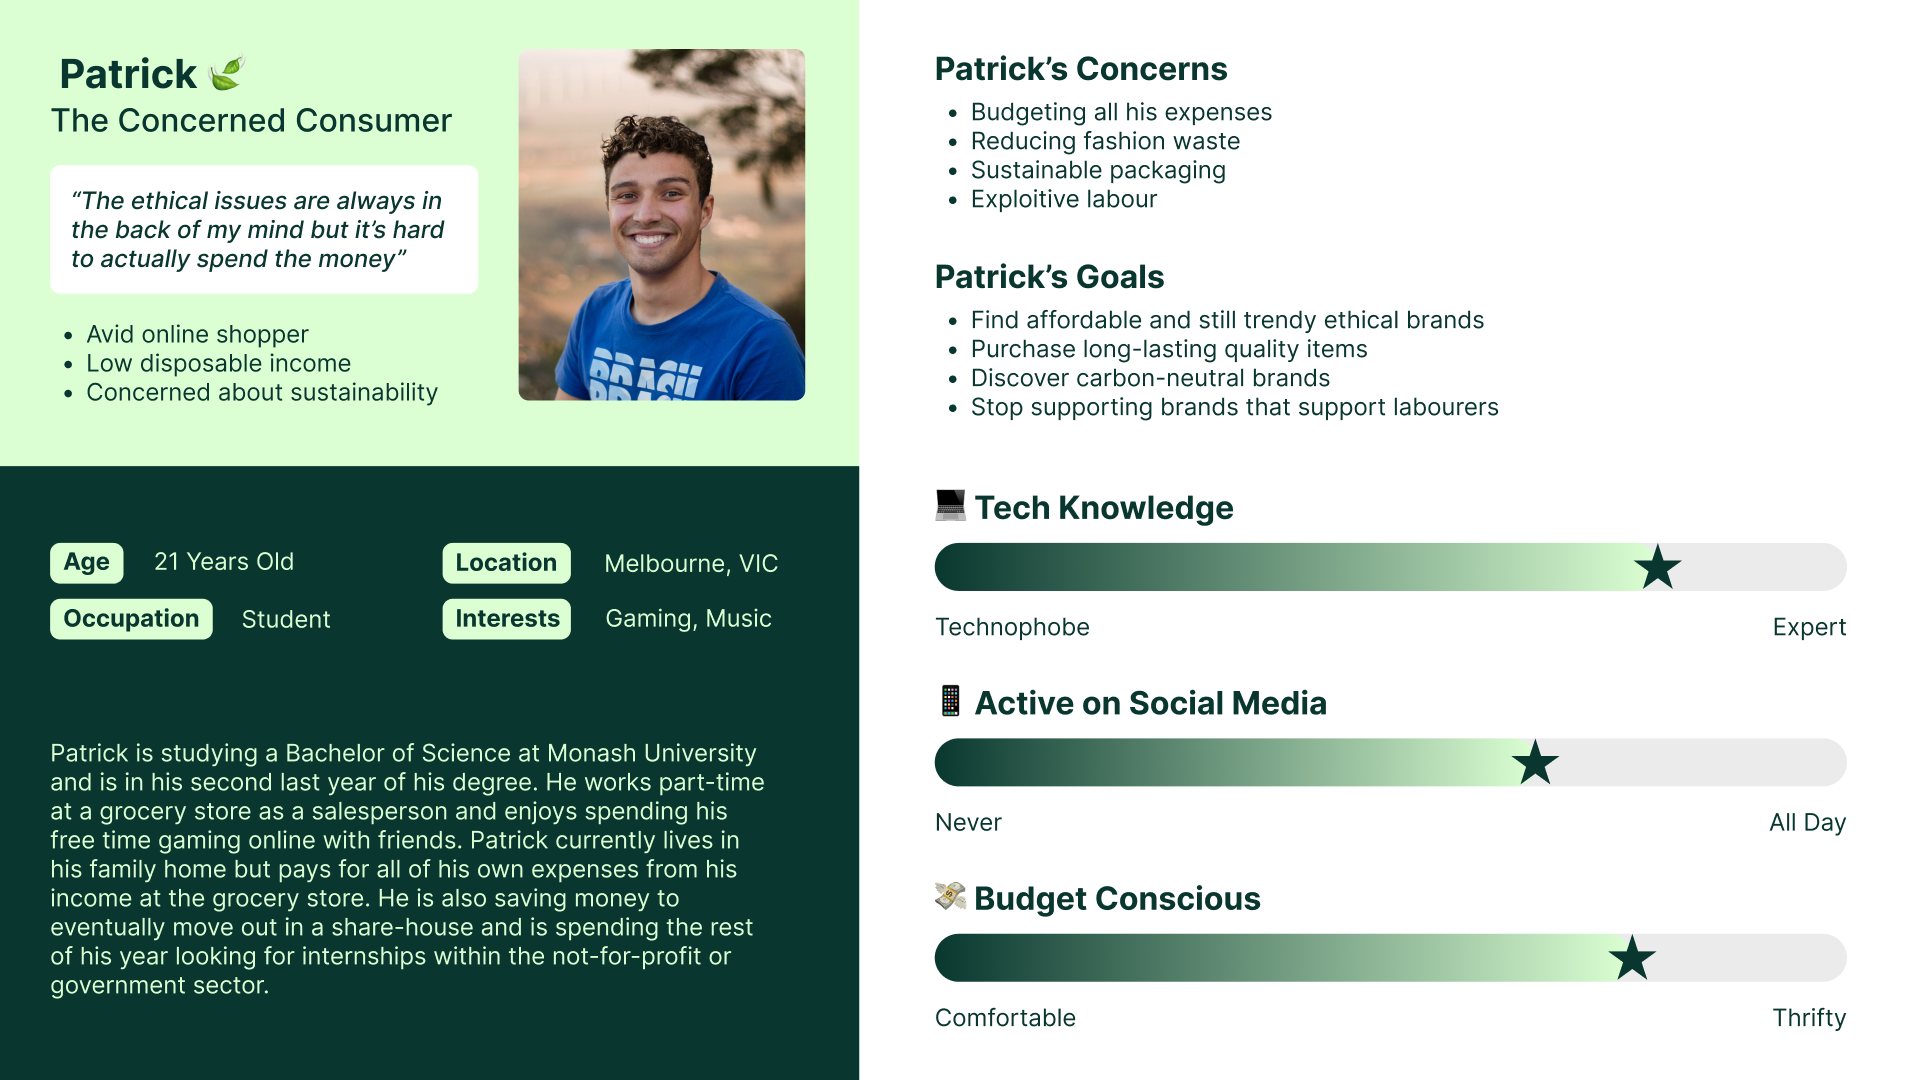 Patrick
The Concerned Consumer
“The ethical issues are always in
the back of my mind but it’s hard
to actually spend the money”
• Avid online shopper
• Low disposable income
• Concerned about sustainability
Age
21 Years Old
Location
Melbourne, VIC
Occupation
Student
Interests
Gaming, Music
Patrick is studying a Bachelor of Science at Monash University
and is in his second last year of his degree. He works part-time
at a grocery store as a salesperson and enjoys spending his
free time gaming online with friends. Patrick currently lives in
his family home but pays for all of his own expenses from his
income at the grocery store. He is also saving money to
eventually move out in a share-house and is spending the rest
of his year looking for internships within the not-for-profit or
government sector.
Patrick’s Concerns
• Budgeting all his expenses
• Reducing fashion waste
• Sustainable packaging
• Exploitive labour
Patrick’s Goals
• Find affordable and still trendy ethical brands
• Purchase long-lasting quality items
• Discover carbon-neutral brands
• Stop supporting brands that support labourers
Tech Knowledge
Technophobe
Expert
Active on Social Media
Never
All Day
Budget Conscious
Comfortable
Thrifty